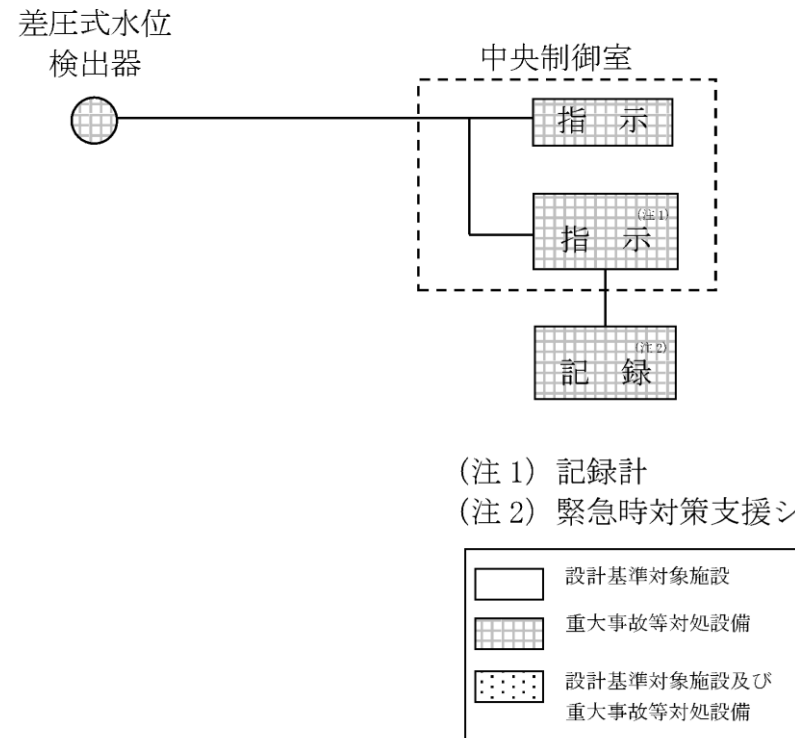 差圧式水位
検出器
中央制御室
指 示
(注1)
指 示
(注2)
記 録
(注1) 記録計
(注2) 緊急時対策支援シ
設計基準対象施設
重大事故等対処設備
設計基準対象施設及び
重大事故等対処設備